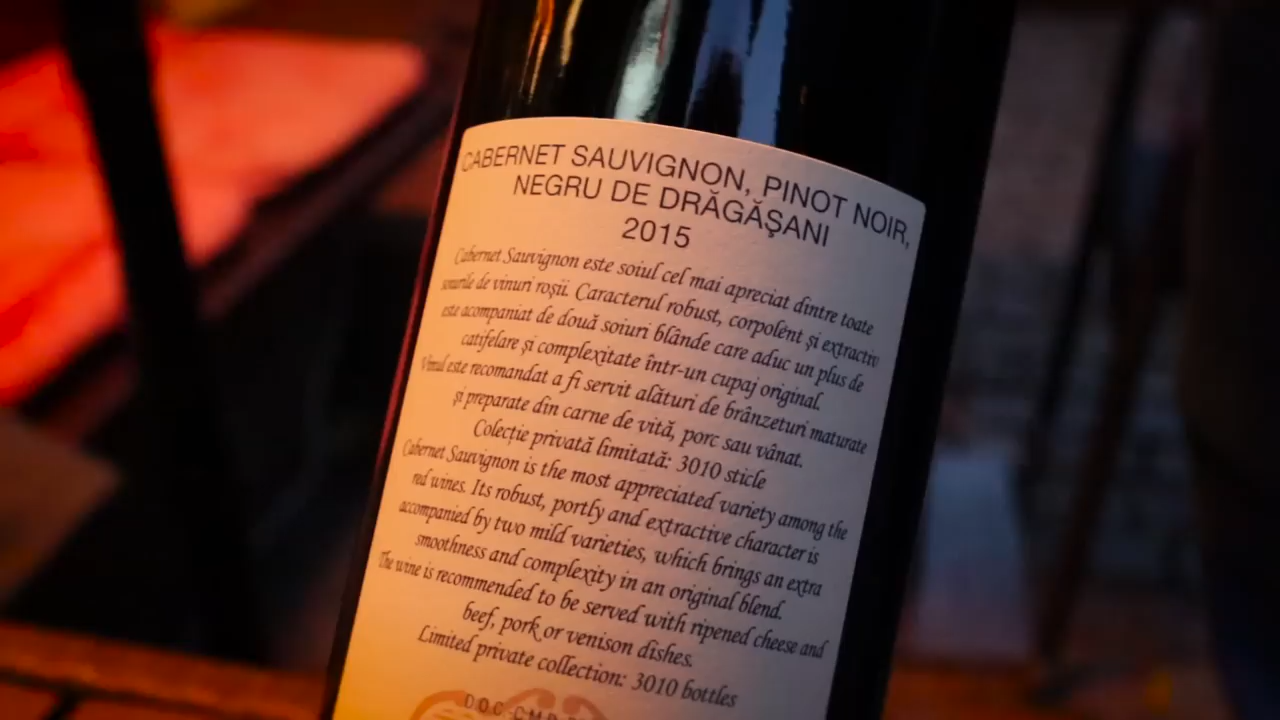 CABERNET SAUVIGNON, PINOT NOIR,
NEGRU DE DRĂGĂŞANI
2015
Cabernet Sauvignon este soiul cel mai apreciat dintre toate
soiurile de vinuri roşii. Caracterul robust, corpolent şi extractiv
este acompaniat de două soiuri blânde care aduc un plus de
catifelare şi complexitate într-un cupaj original.
Vinul este recomandat a fi servit alături de brânzeturi maturate
şi preparate din carne de vită, porc sau vânat.
Colecţie privată limitată: 3010 sticle
Cabernet Sauvignon is the most appreciated variety among the
red wines. Its robust, portly and extractive character is
accompanied by two mild varieties, which brings an extra
smoothness and complexity in an original blend.
The wine is recommended to be served with ripened cheese and
beef, pork or venison dishes.
Limited private collection: 3010 bottles
DOC-CMD